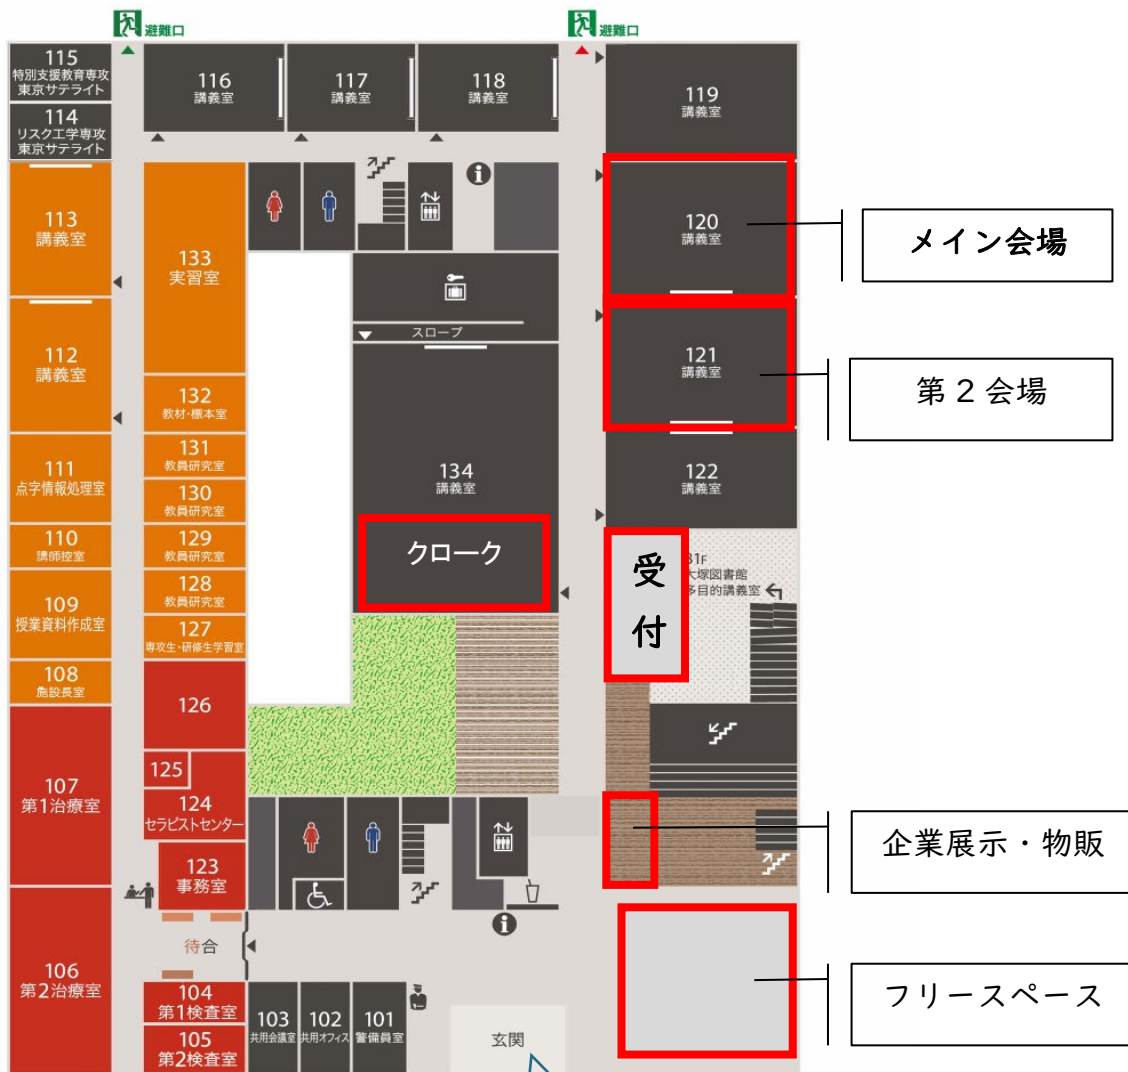 避難口
避難口
115
特別支援教育専攻
東京サテライト
116
講義室
117
講義室
118
講義室
119
講義室
114
リスク工学専攻
東京サテライト
113
講義室
133
実習室
120
講義室
メイン会場
スロープ
112
講義室
121
講義室
第2会場
132
教材・標本室
131
教員研究室
134
講義室
122
講義室
111
点字情報処理室
130
教員研究室
110
講師控室
129
教員研究室
クローク
受
付
大塚図書館
多目的講義室
109
授業資料作成室
128
教員研究室
127
専攻生・研修生学習室
108
施設長室
126
107
第1治療室
125
124
セラピストセンター
企業展示・物販
123
事務室
待合
106
第2治療室
104
第1検査室
105
第2検査室
103
共用会議室
102
共用オフィス
101
警備員室
玄関
フリースペース